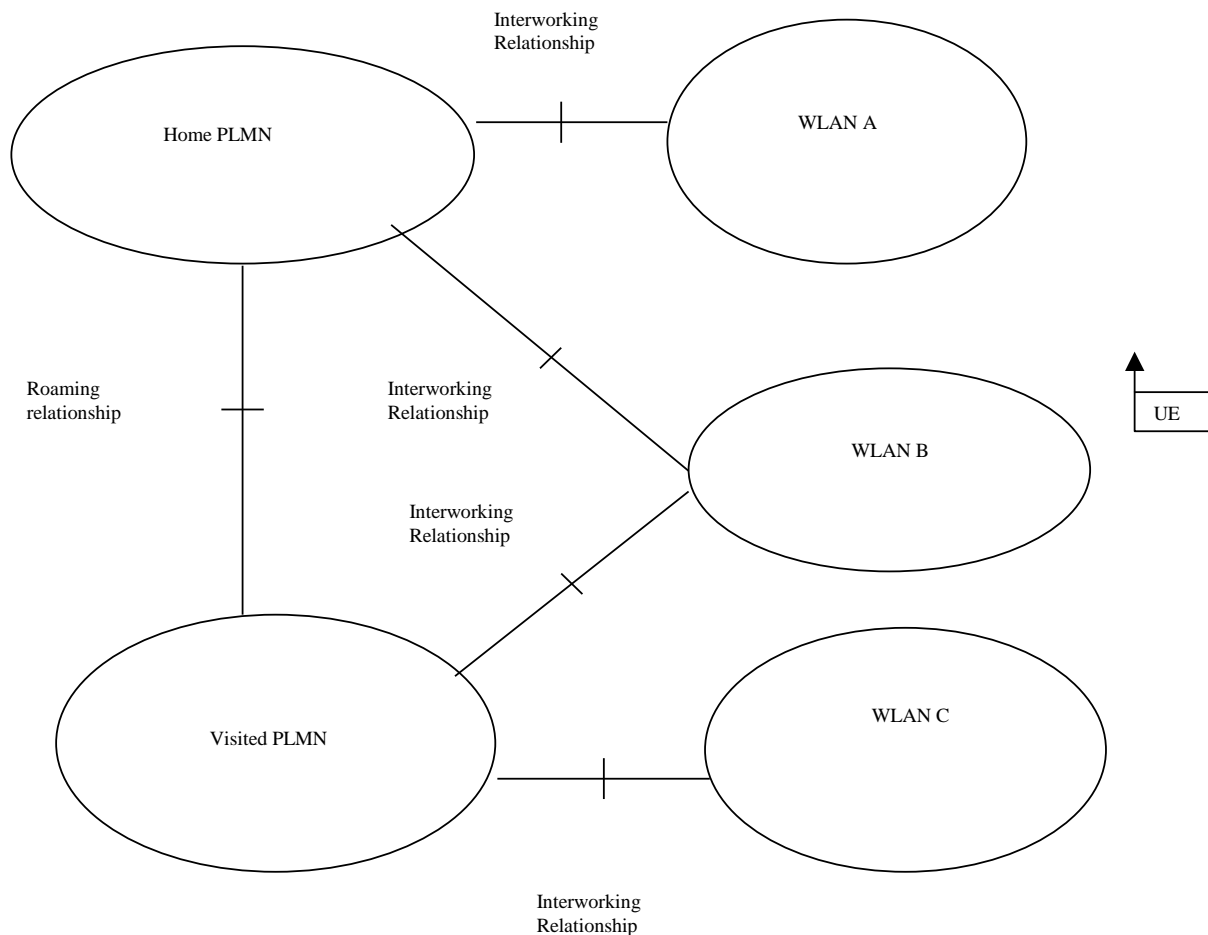 Interworking
Relationship
Home PLMN
WLAN A
Roaming
relationship
Interworking
Relationship
UE
WLAN B
Interworking
Relationship
WLAN C
Visited PLMN
Interworking
Relationship